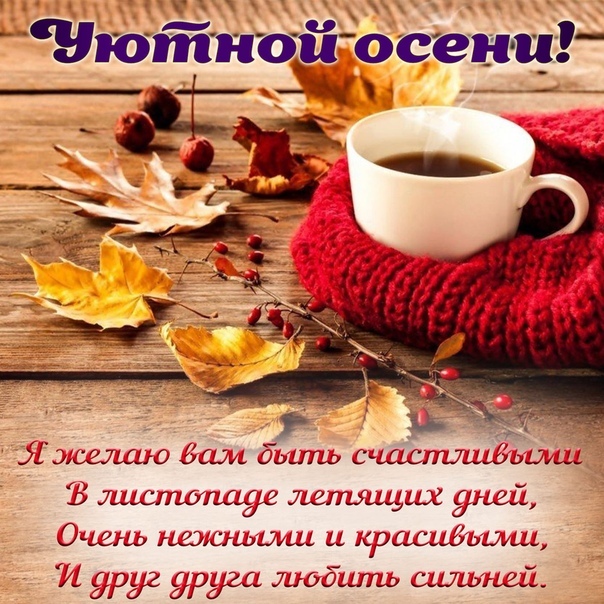 Уютной осени!
Я желаю вам быть счастливыми
В листопаде летящих дней,
Очень нежными и красивыми,
И друг друга любить сильней.